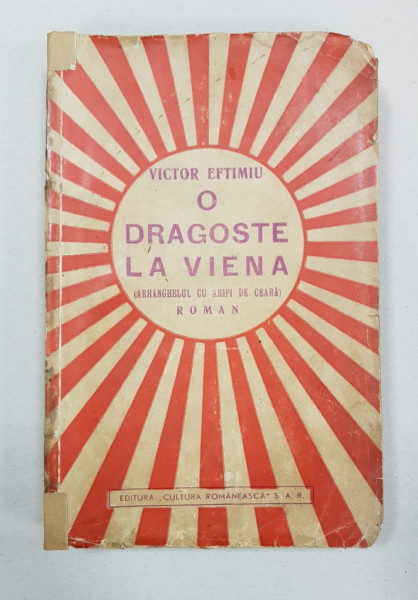 VICTOR EFTIMIU
O
DRAGOSTE
LA VIENA
(ARHANGHELUL CU ARIPI DE CEARĂ)
ROMAN
EDITURA „CULTURA ROMÂNEASCĂ" S. A. R.